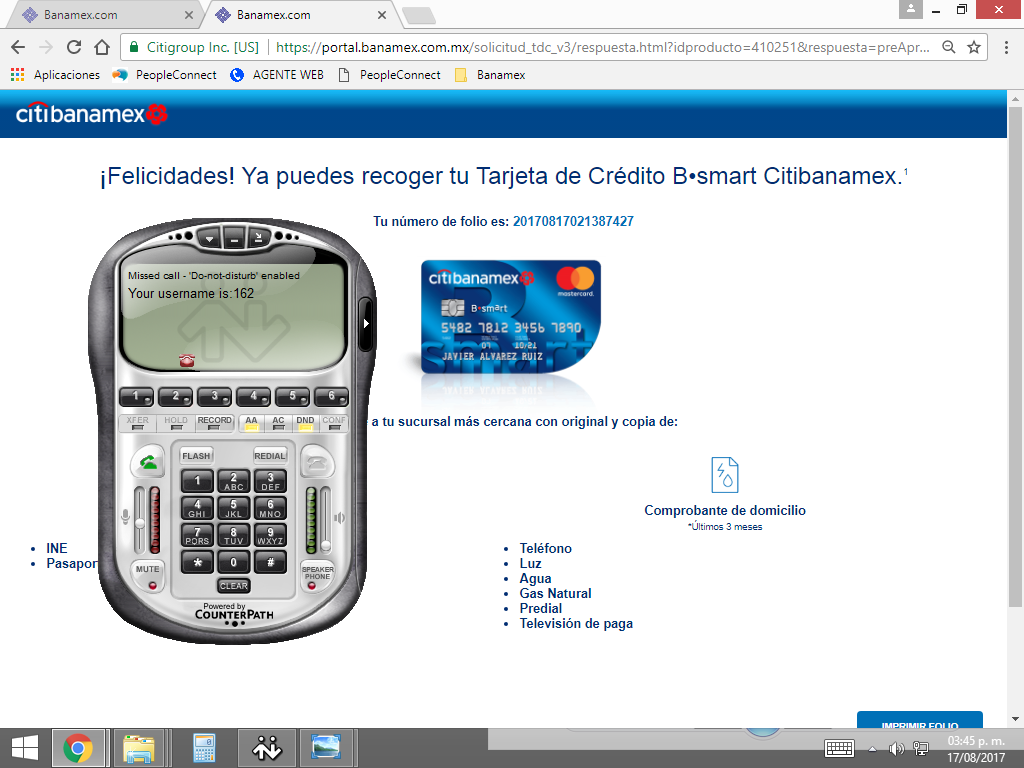 Banamex.com
Banamex.com
Citigroup Inc. [US]
https://portal.banamex.com.mx/solicitud_tdc_v3/respuesta.html?idproducto=410251&respuesta=preApr...
Aplicaciones
PeopleConnect
AGENTE WEB
PeopleConnect
Banamex
citibanamex
¡Felicidades! Ya puedes recoger tu Tarjeta de Crédito B•smart Citibanamex.1
Tu número de folio es: 20170817021387427
citibanamex
mastercard.
B•smart
5482 7812 3456 7890
07 10/21
JAVIER ALVAREZ RUIZ
smart
a tu sucursal más cercana con original y copia de:
Comprobante de domicilio
*Últimos 3 meses
• INE
• Pasapor
• Teléfono
• Luz
• Agua
• Gas Natural
• Predial
• Televisión de paga
IMPRIMIR FOLIO
Missed call - 'Do-not-disturb' enabled
Your username is:162
1 2 3 4 5 6
XFER HOLD RECORD AA AC DND CONF
FLASH REDIAL
1 2 ABC 3 DEF
4 GHI 5 JKL 6 MNO
7 PQRS 8 TUV 9 WXYZ
* 0 #
MUTE
SPEAKER PHONE
CLEAR
Powered by
COUNTERPATH
03:45 p. m.
17/08/2017